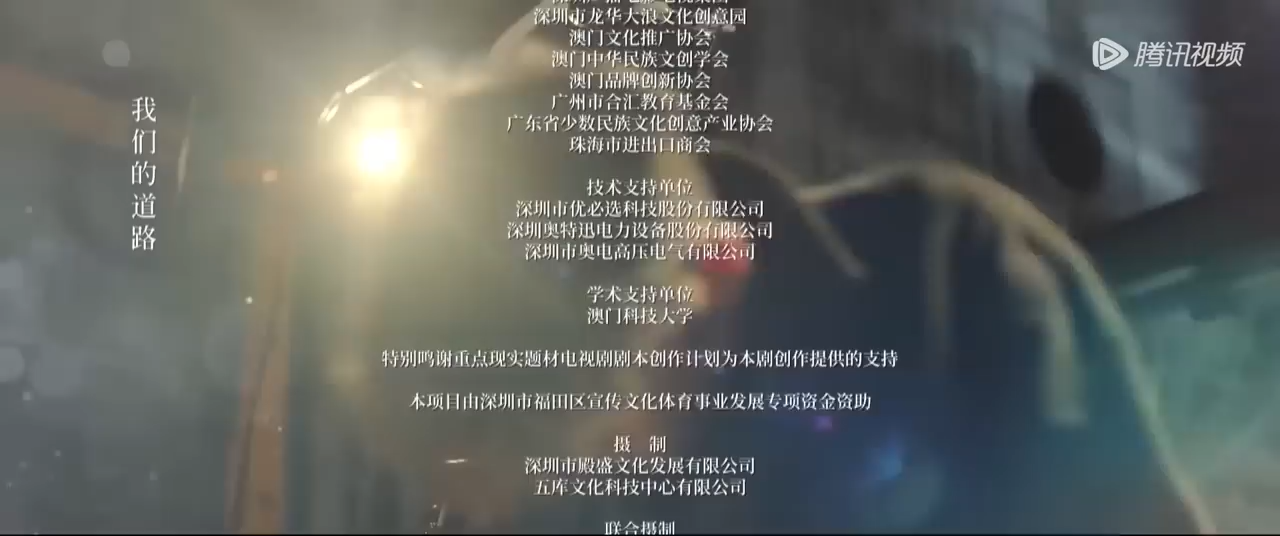 深圳市龙华大浪文化创意园
澳门文化推广协会
澳门中华民族文创学会
澳门品牌创新协会
广州市合汇教育基金会
广东省少数民族文化创意产业协会
珠海市进出口商会
技术支持单位
深圳市优必选科技股份有限公司
深圳奥特迅电力设备股份有限公司
深圳市奥电高压电气有限公司
学术支持单位
澳门科技大学
特别鸣谢重点现实题材电视剧剧本创作计划为本剧创作提供的支持
本项目由深圳市福田区宣传文化体育事业发展专项资金资助
摄 制
深圳市殿盛文化发展有限公司
五库文化科技中心有限公司
联合摄制
我们的道路
腾讯视频